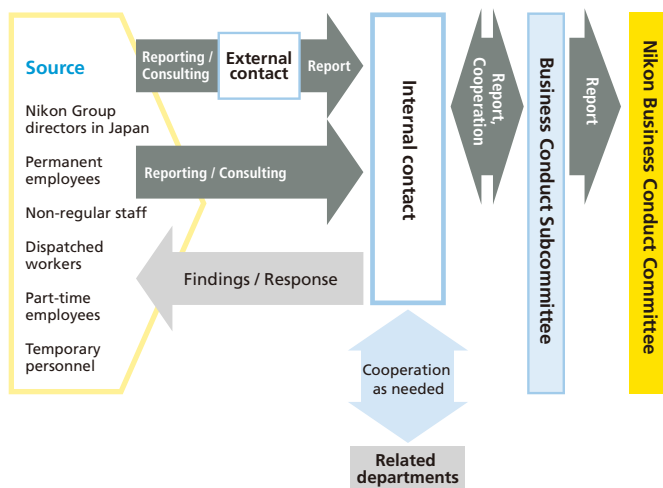 Source
Nikon Group
directors in Japan
Permanent
employees
Non-regular staff
Dispatched
workers
Part-time
employees
Temporary
personnel
Reporting /
Consulting
External
contact
Report
Reporting / Consulting
Findings / Response
Internal contact
Cooperation
as needed
Related
departments
Report,
Cooperation
Business Conduct Subcommittee
Report
Nikon Business Conduct Committee